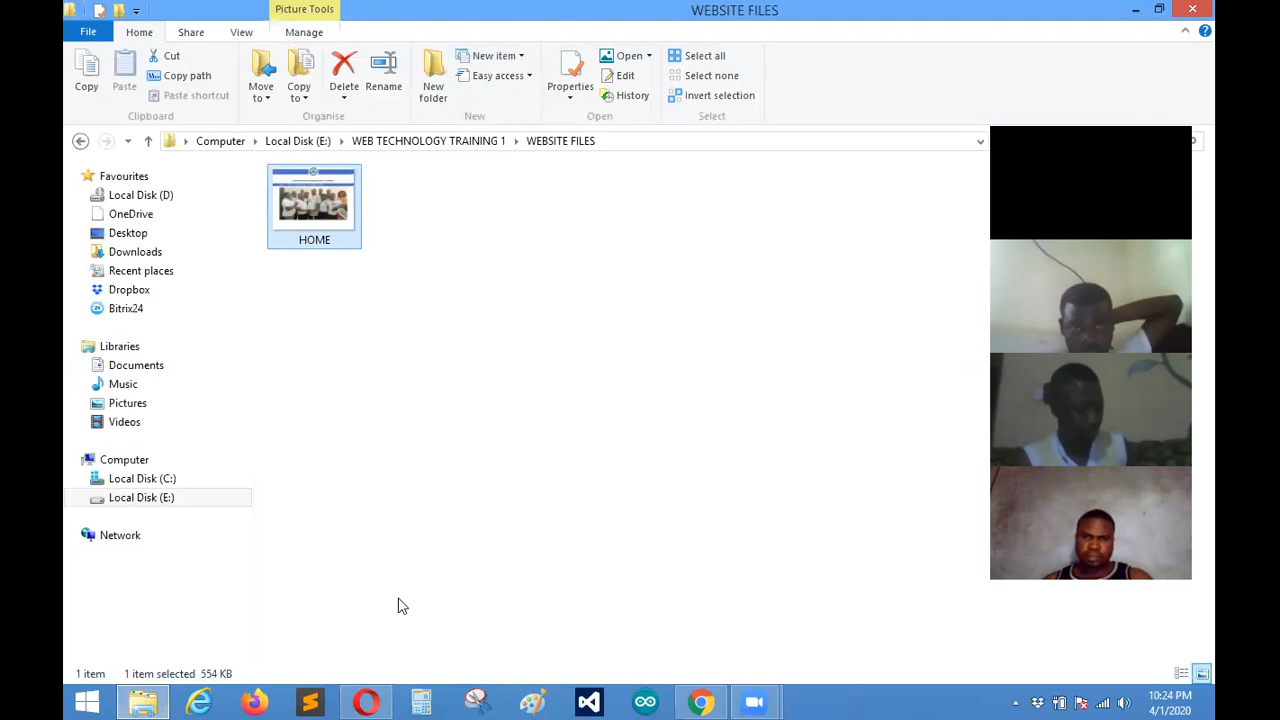 Picture Tools
WEBSITE FILES
File
Home
Share
View
Manage
Copy
Paste
Cut
Copy path
Paste shortcut
Clipboard
Move to
Copy to
Delete
Rename
Organise
New folder
New item
Easy access
New
Properties
Open
Edit
History
Open
Select all
Select none
Invert selection
Select
Computer
Local Disk (E:)
WEB TECHNOLOGY TRAINING 1
WEBSITE FILES
Favourites
Local Disk (D)
OneDrive
Desktop
Downloads
Recent places
Dropbox
Bitrix24
Libraries
Documents
Music
Pictures
Videos
Computer
Local Disk (C:)
Local Disk (E:)
Network
HOME
1 item
1 item selected 554 KB
10:24 PM
4/1/2020